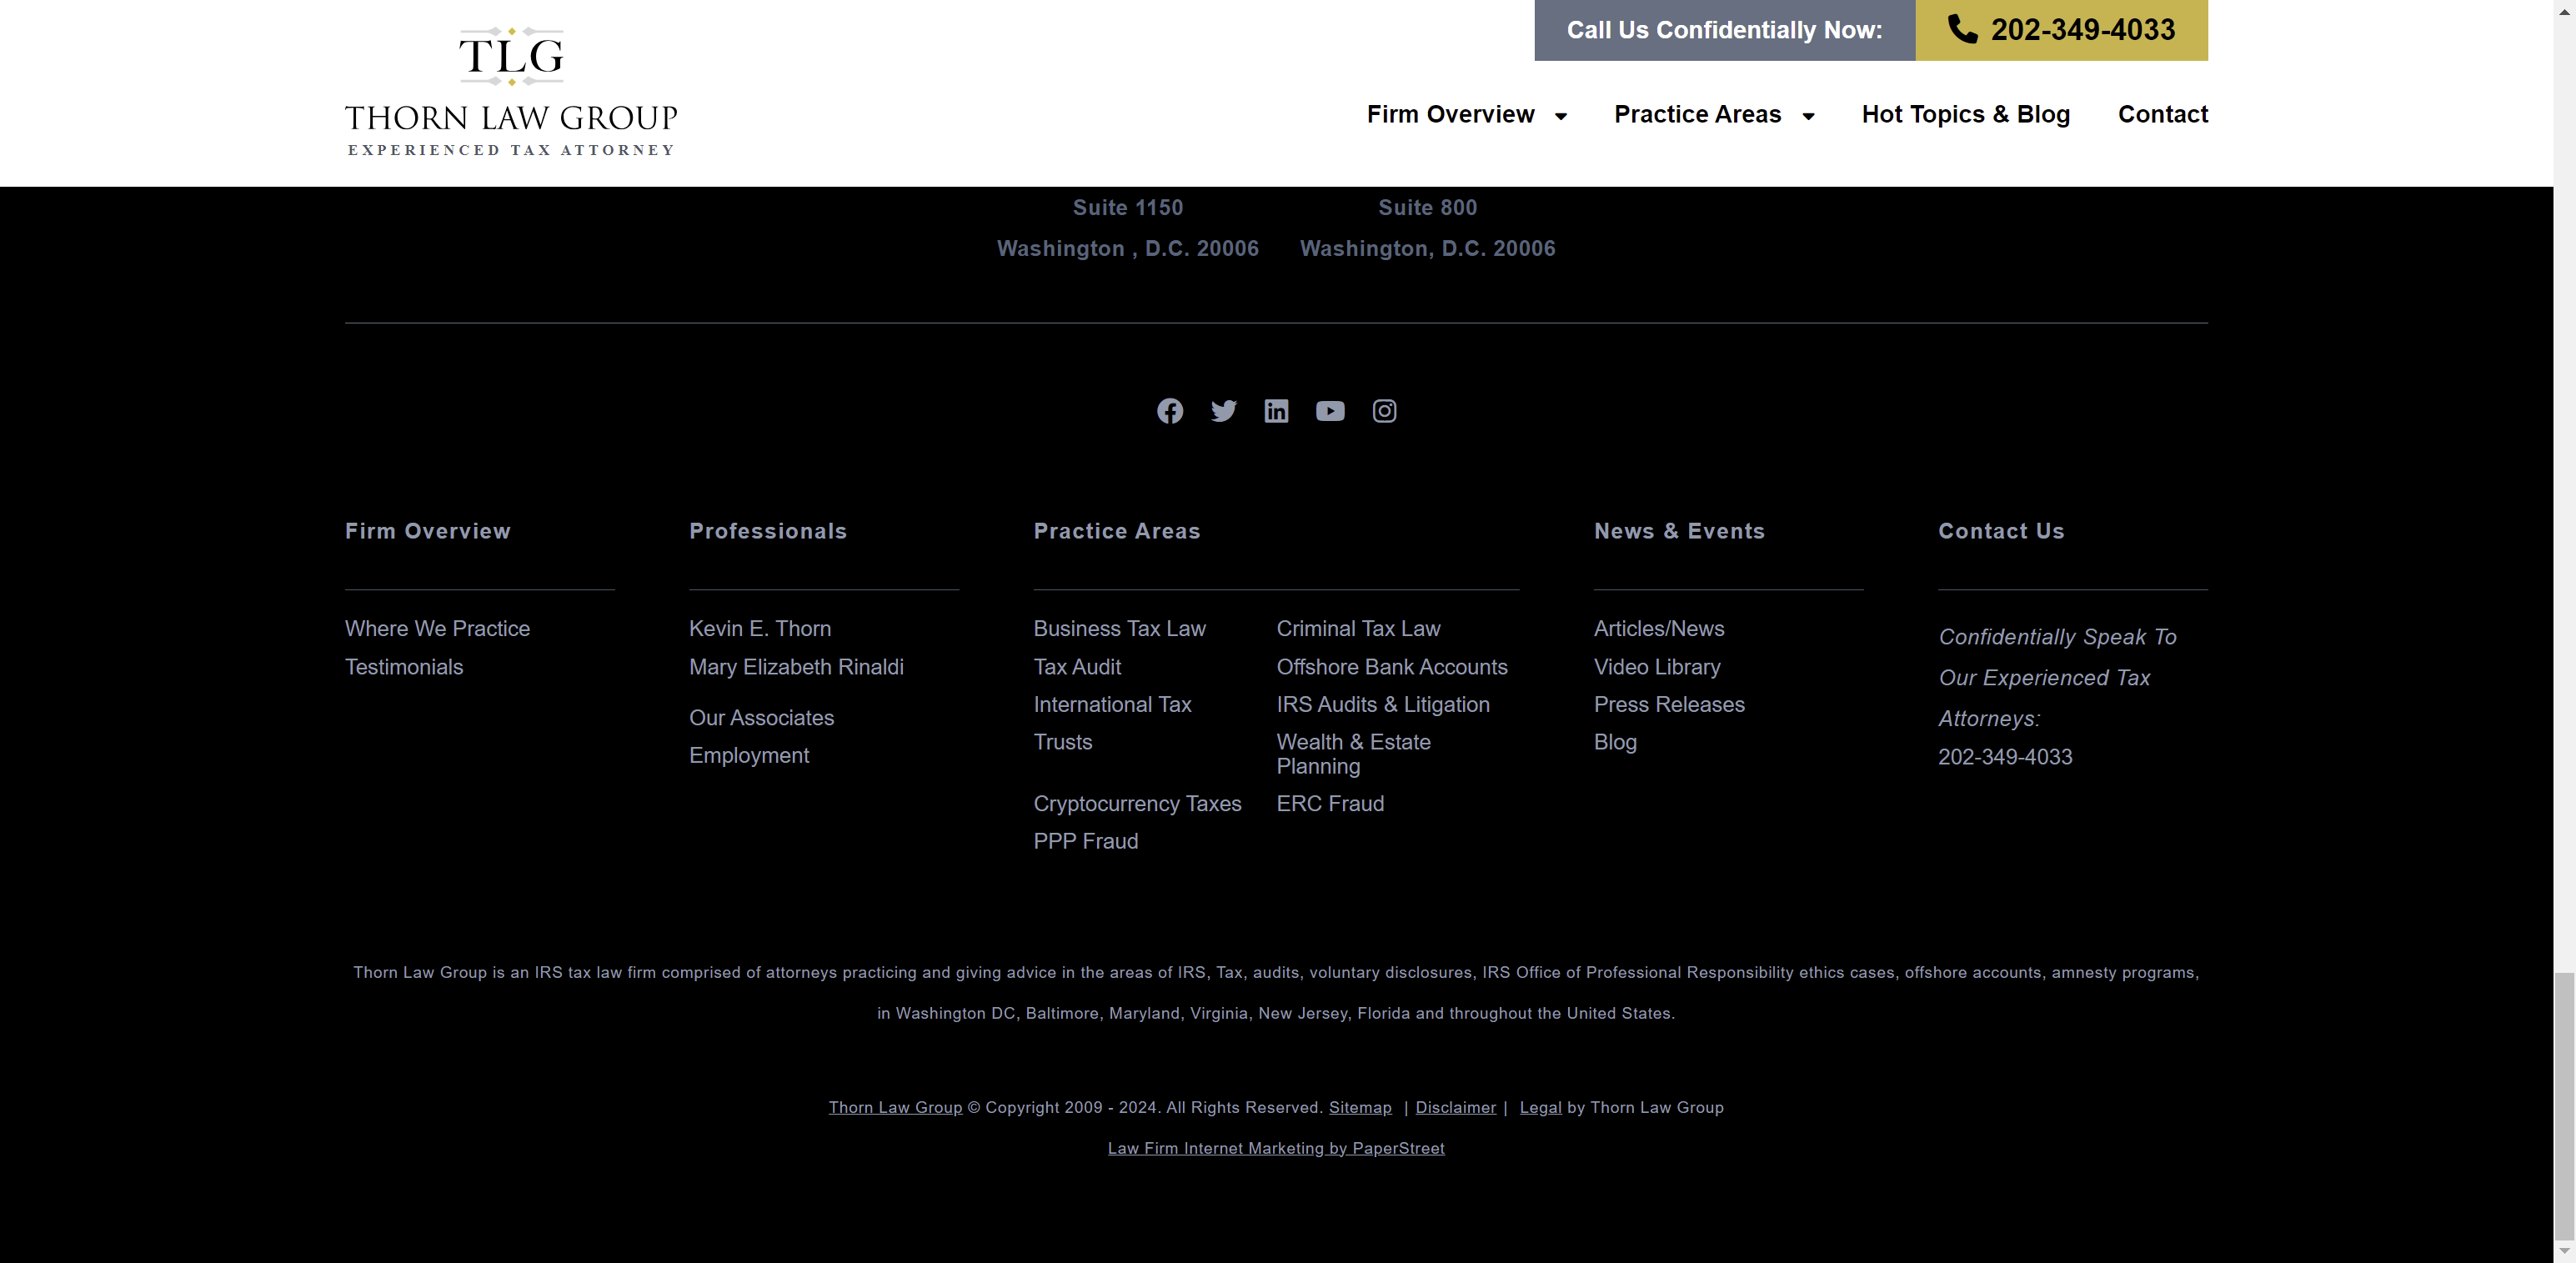 TLG
THORN LAW GROUP
EXPERIENCED TAX ATTORNEY
Call Us Confidentially Now:
202-349-4033
Firm Overview
Practice Areas
Hot Topics & Blog
Contact
Suite 1150
Washington , D.C. 20006
Suite 800
Washington, D.C. 20006
Firm Overview
Where We Practice
Testimonials
Professionals
Kevin E. Thorn
Mary Elizabeth Rinaldi
Our Associates
Employment
Practice Areas
Business Tax Law
Criminal Tax Law
Tax Audit
Offshore Bank Accounts
International Tax
IRS Audits & Litigation
Trusts
Wealth & Estate
Planning
Cryptocurrency Taxes
ERC Fraud
PPP Fraud
News & Events
Articles/News
Video Library
Press Releases
Blog
Contact Us
Confidentially Speak To
Our Experienced Tax
Attorneys:
202-349-4033
Thorn Law Group is an IRS tax law firm comprised of attorneys practicing and giving advice in the areas of IRS, Tax, audits, voluntary disclosures, IRS Office of Professional Responsibility ethics cases, offshore accounts, amnesty programs,
in Washington DC, Baltimore, Maryland, Virginia, New Jersey, Florida and throughout the United States.
Thorn Law Group © Copyright 2009 - 2024. All Rights Reserved. Sitemap | Disclaimer | Legal by Thorn Law Group
Law Firm Internet Marketing by PaperStreet